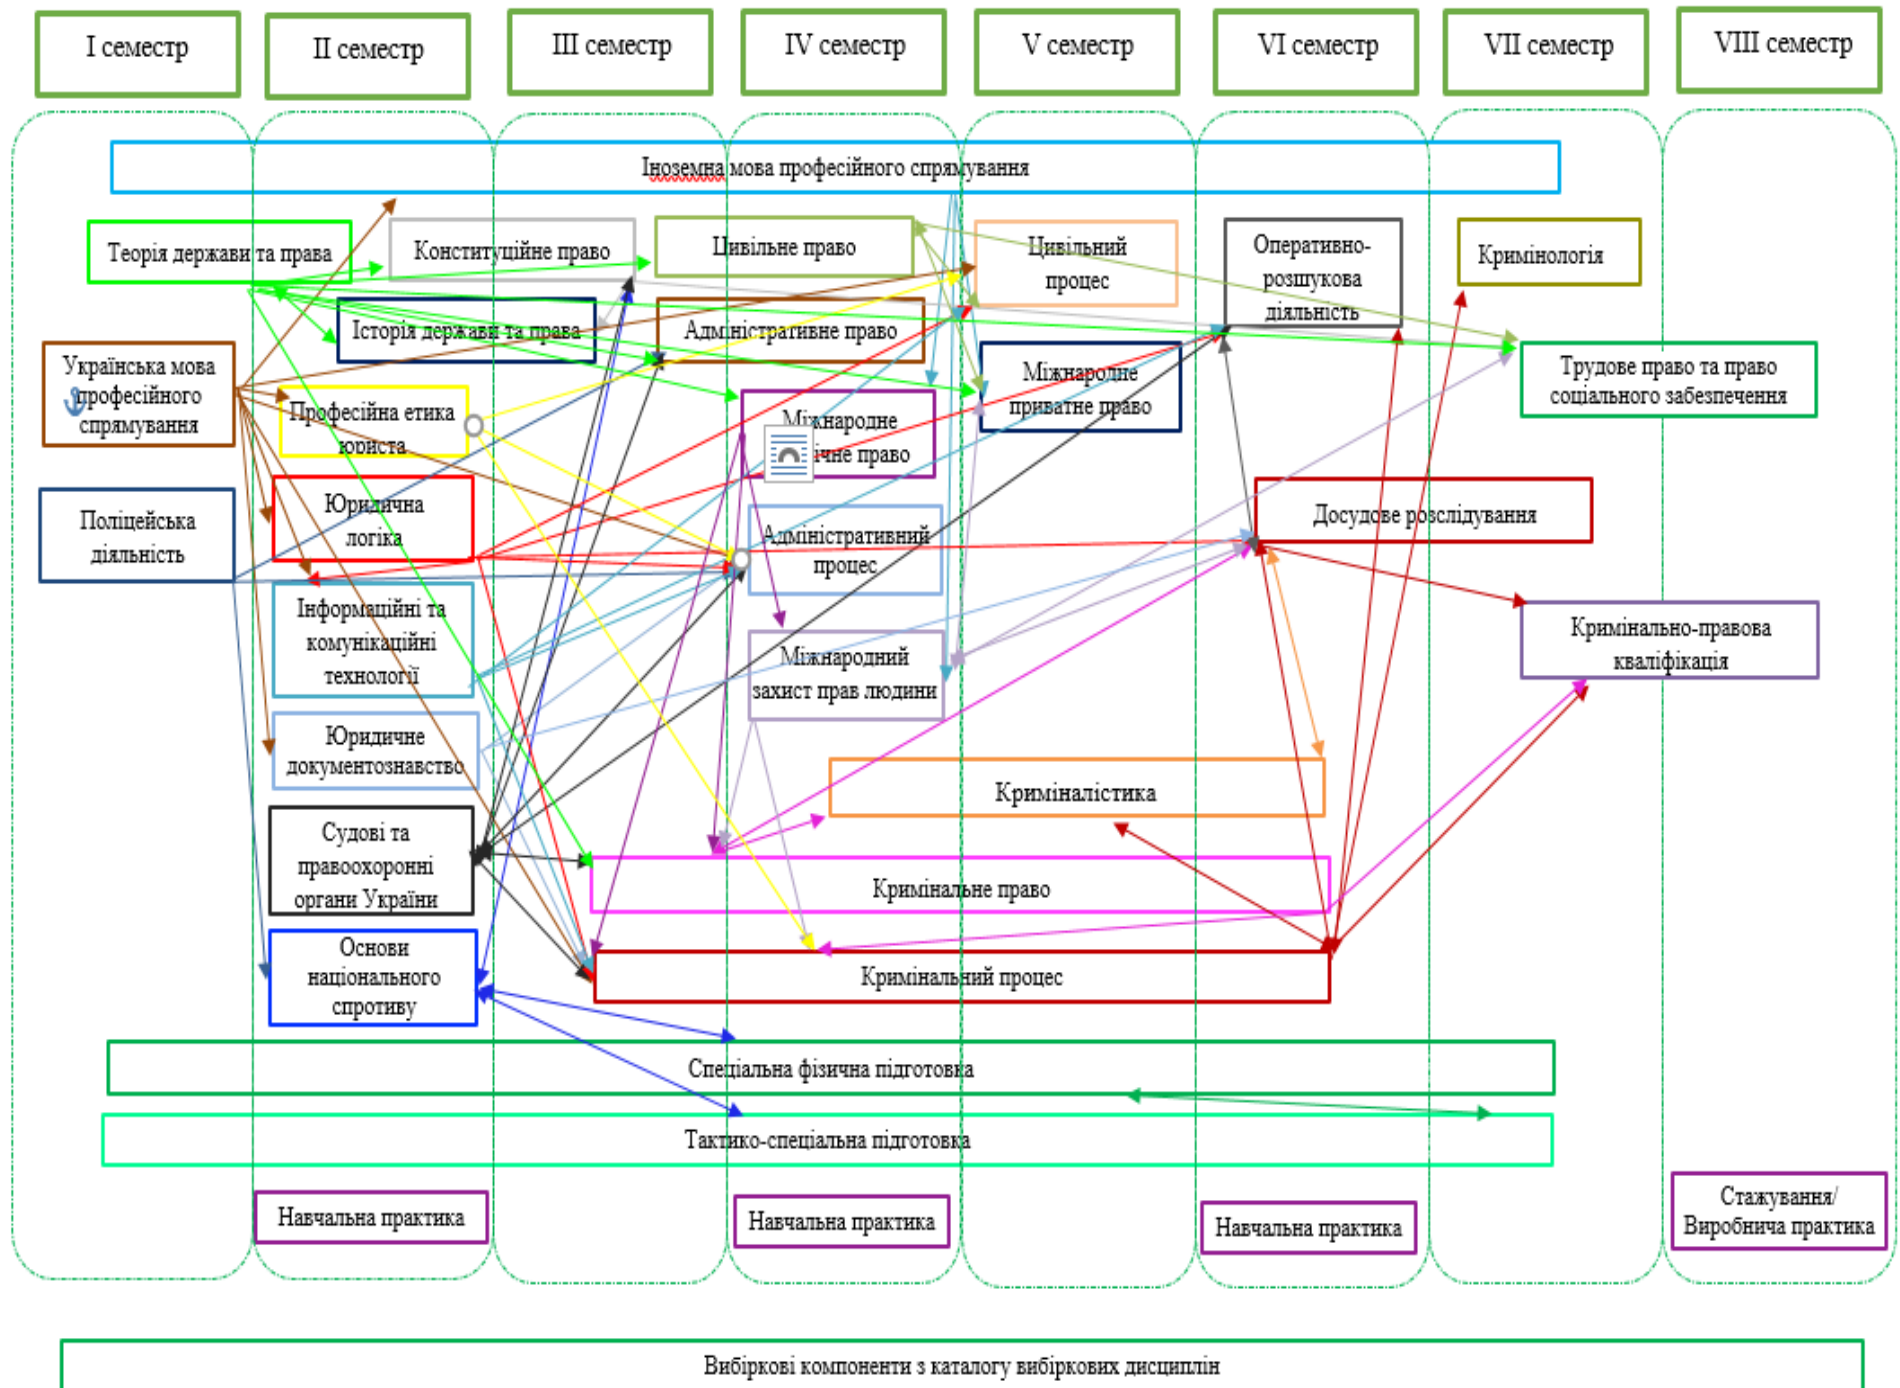 I семестр
II семестр
III семестр
IV семестр
V семестр
VI семестр
VII семестр
VIII семестр
Іноземна мова професійного спрямування
Теорія держави та права
Конституційне право
Цивільне право
Цивільний
процес
Оперативно-
розшукова
діяльність
Кримінологія
Історія держави та права
Адміністративне право
Українська мова
професійного
спрямування
Професійна етика
юриста
Міжнародне
приватне право
Трудове право та право
соціального забезпечення
Міжнародне
право
Поліцейська
діяльність
Юридична
логіка
Адміністративний
процес
Досудове розслідування
Інформаційні та
комунікаційні
технології
Міжнародний
захист прав людини
Кримінально-правова
кваліфікація
Юридичне
документознавство
Криміналістика
Судові та
правоохоронні
органи України
Кримінальне право
Основи
національного
спротиву
Кримінальний процес
Спеціальна фізична підготовка
Тактико-спеціальна підготовка
Навчальна практика
Навчальна практика
Навчальна практика
Стажування/
Виробнича практика
Вибіркові компоненти з каталогу вибіркових дисциплін